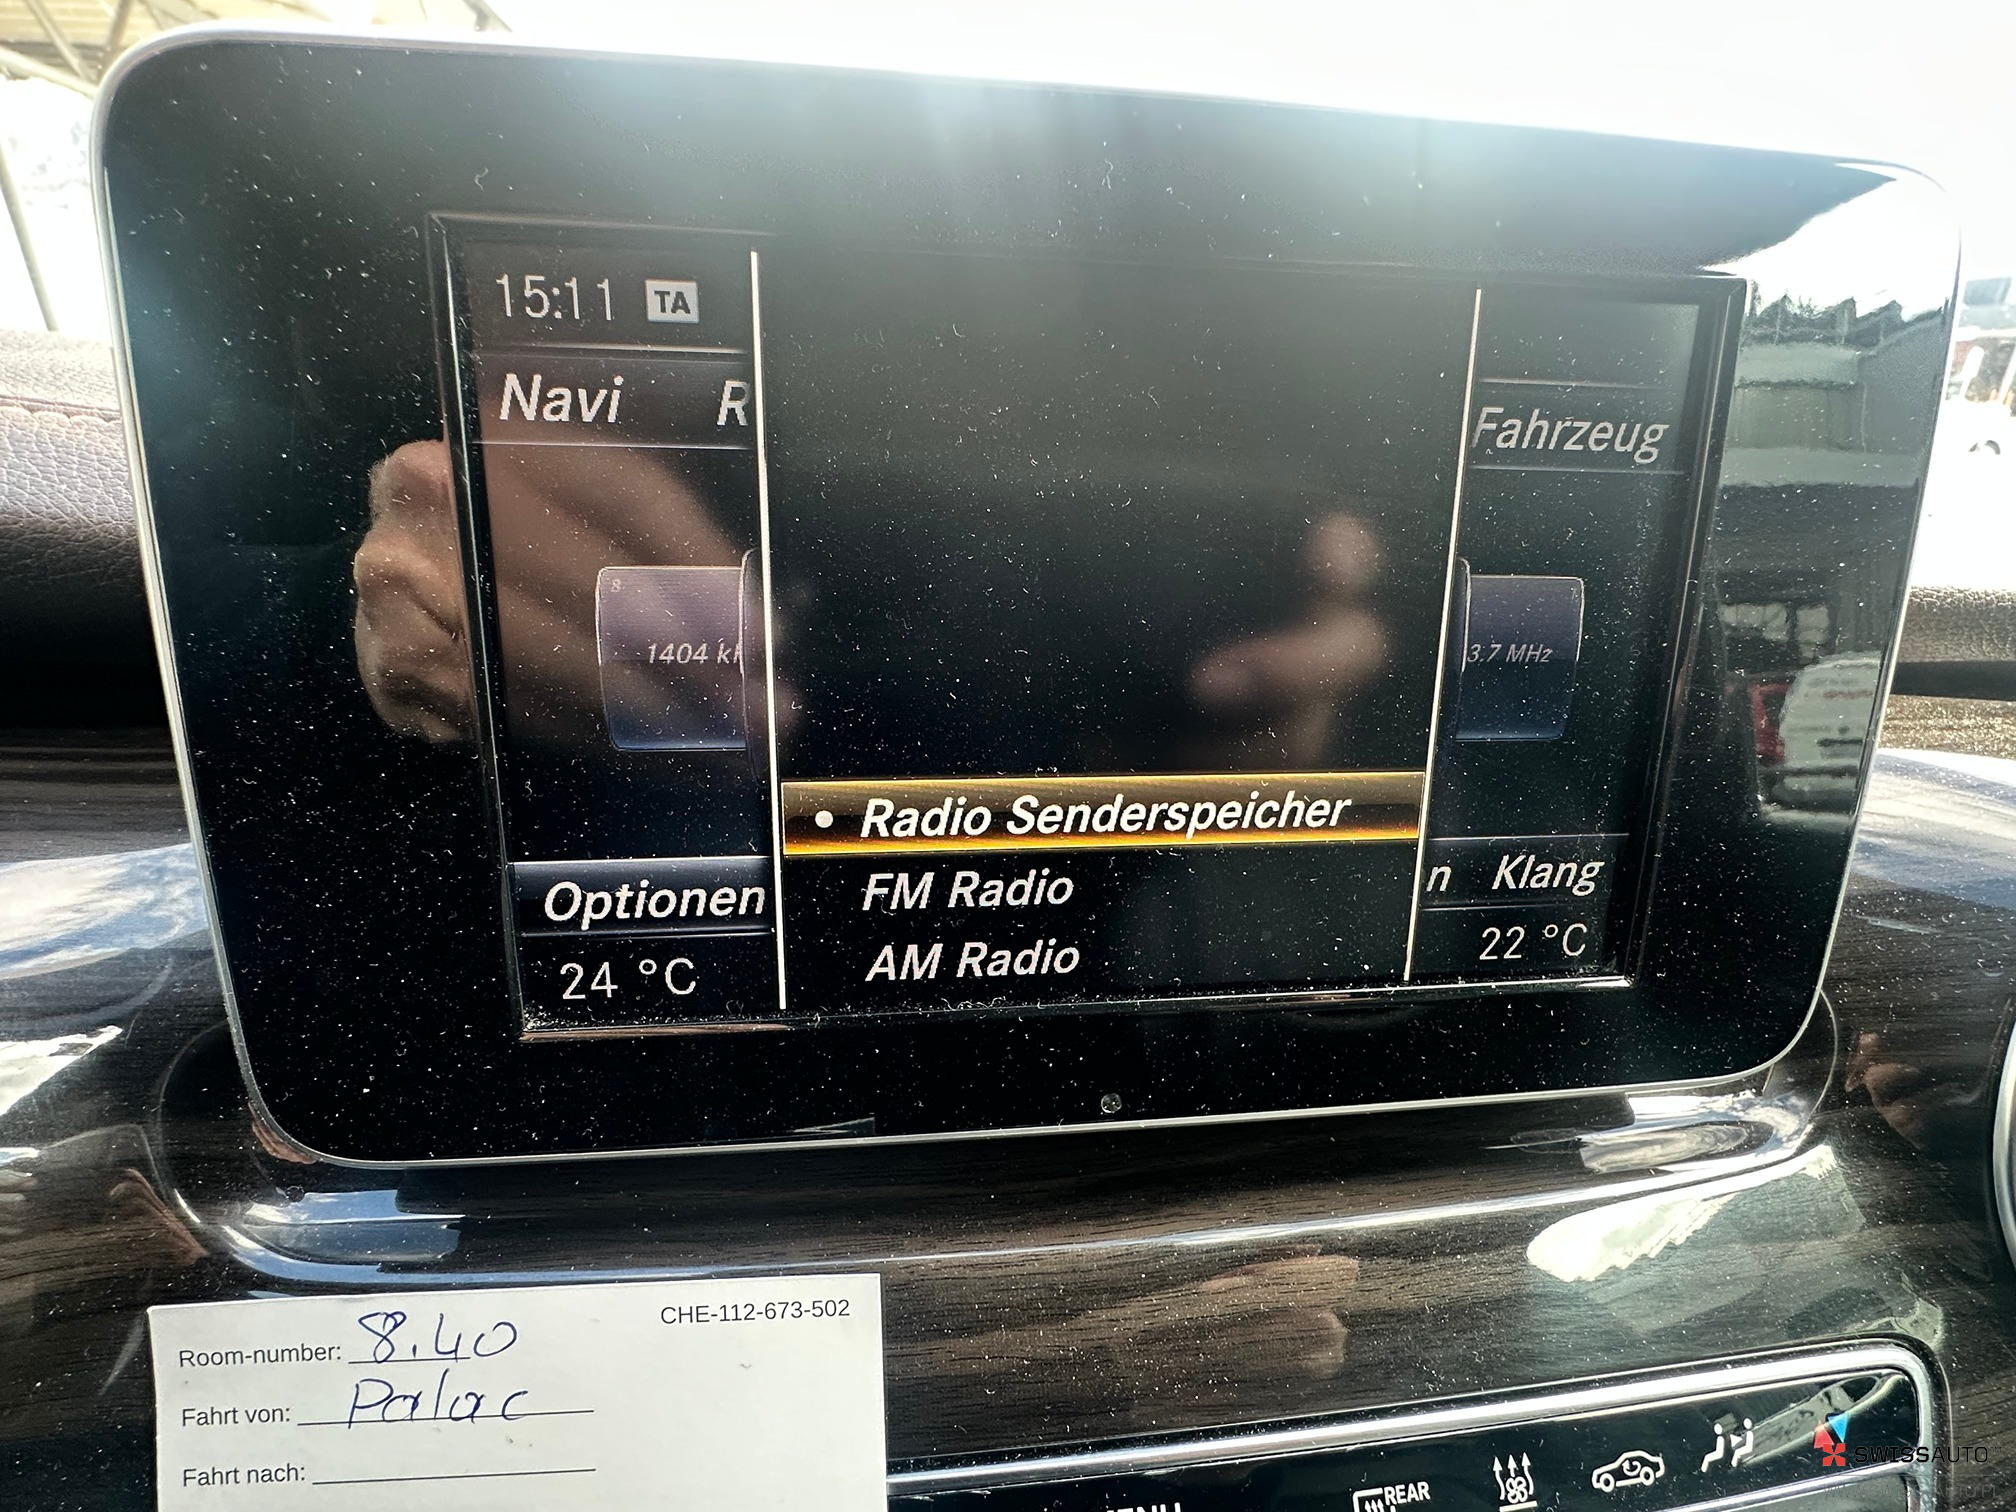 15:11 TA
Navi R
Fahrzeug
8
1404 k
3.7 MHz
Radio Senderspeicher
FM Radio
AM Radio
Optionen
n Klang
24 °C
22 °C
CHE-112-673-502
Room-number: 8.40
Fahrt von: Palac
Fahrt nach:
REAR
SWISSAUTO